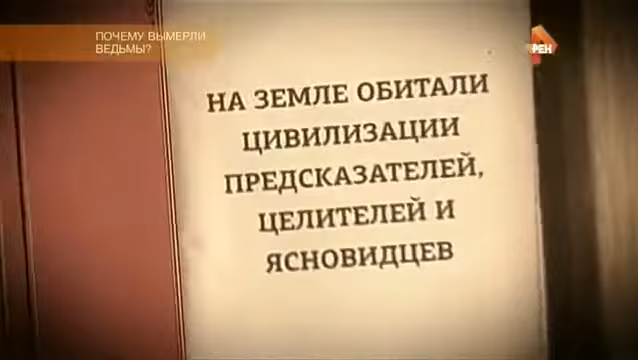 ПОЧЕМУ ВЫМЕРЛИ
ВЕДЬМЫ?
РЕН
НА ЗЕМЛЕ ОБИТАЛИ
ЦИВИЛИЗАЦИИ
ПРЕДСКАЗАТЕЛЕЙ,
ЦЕЛИТЕЛЕЙ И
ЯСНОВИДЦЕВ